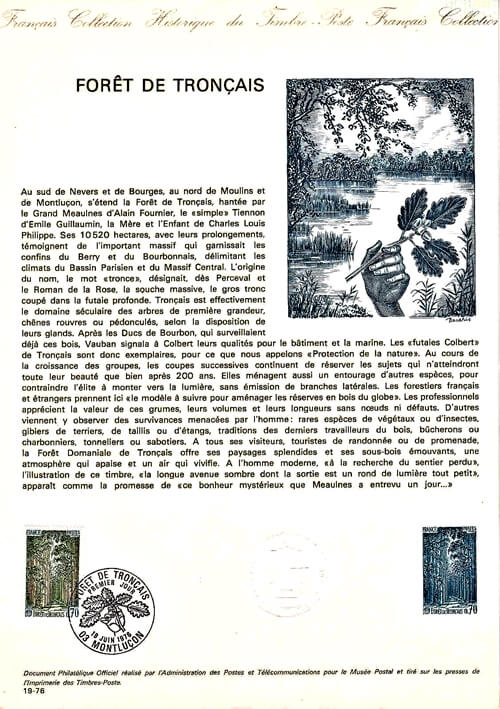 Français Collection Historique du Timbre-Poste Français Collection
FORÊT DE TRONÇAIS
Au sud de Nevers et de Bourges, au nord de Moulins et
de Montluçon, s'étend la Forêt de Tronçais, hantée par
le Grand Meaulnes d'Alain Fournier, le «simple» Tiennon
d'Emile Guillaumin, la Mère et l'Enfant de Charles Louis
Philippe. Ses 10 520 hectares, avec leurs prolongements,
témoignent de l'important massif qui garnissait les
confins du Berry et du Bourbonnais, délimitant les
climats du Bassin Parisien et du Massif Central. L'origine
du nom, le mot «tronce», désignait, dès Perceval et
le Roman de la Rose, la souche massive, le gros tronc
coupé dans la futaie profonde. Tronçais est effectivement
le domaine séculaire des arbres de première grandeur,
chênes rouvres ou pédonculés, selon la disposition de
leurs glands. Après les Ducs de Bourbon, qui surveillaient
déjà ces bois, Vauban signala à Colbert leurs qualités pour le bâtiment et la marine. Les «futaies Colbert»
de Tronçais sont donc exemplaires, pour ce que nous appelons «Protection de la nature». Au cours de
la croissance des groupes, les coupes successives continuent de réserver les sujets qui n'atteindront
toute leur beauté que bien après 200 ans. Elles ménagent aussi un entourage d'autres espèces, pour
contraindre l'élite à monter vers la lumière, sans émission de branches latérales. Les forestiers français
et étrangers prennent ici «le modèle à suivre pour aménager les réserves en bois du globe». Les professionnels
apprécient la valeur de ces grumes, leurs volumes et leurs longueurs sans nœuds ni défauts. D'autres
viennent y observer des survivances menacées par l'homme : rares espèces de végétaux ou d'insectes,
gibiers de terriers, de taillis ou d'étangs, traditions des derniers travailleurs du bois, bûcherons ou
charbonniers, tonneliers ou sabotiers. A tous ses visiteurs, touristes de randonnée ou de promenade,
la Forêt Domaniale de Tronçais offre ses paysages splendides et ses sous-bois émouvants, une
atmosphère qui apaise et un air qui vivifie. A l'homme moderne, «à la recherche du sentier perdu»,
l'illustration de ce timbre, «la longue avenue sombre dont la sortie est un rond de lumière tout petit»,
apparaît comme la promesse de «ce bonheur mystérieux que Meaulnes a entrevu un jour...»
FRANCE POSTES
0,70
FORÊT DE TRONÇAIS
FORÊT DE TRONÇAIS
PREMIER JOUR
19 JUIN 1976
03 MONTLUÇON
FRANCE POSTES
FORÊT DE TRONÇAIS 0,70
Document Philatélique Officiel réalisé par l'Administration des Postes et Télécommunications pour le Musée Postal et tiré sur les presses de
l'Imprimerie des Timbres-Poste.
19-76